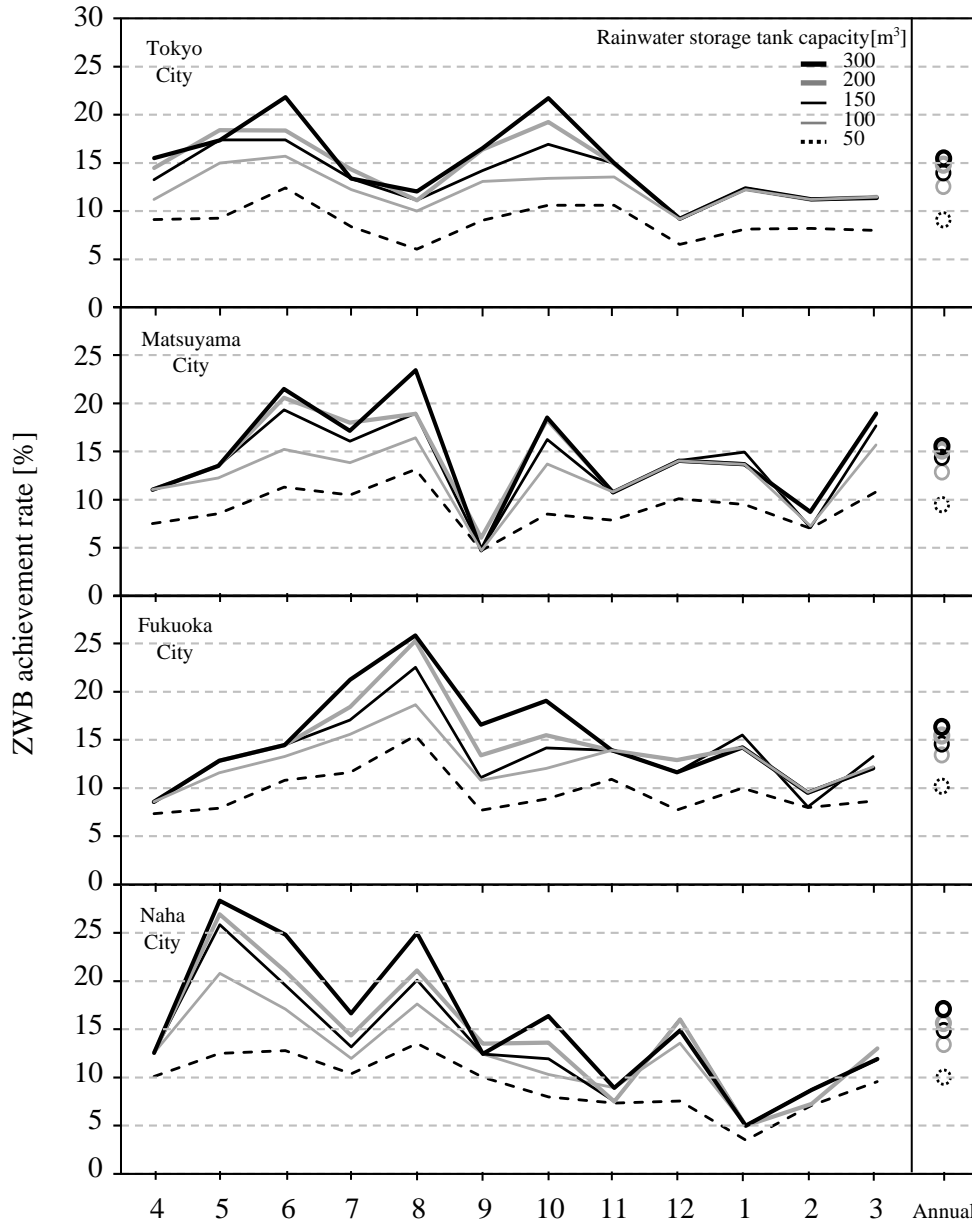 30
Tokyo
City
25
20
15
10
5
0
Rainwater storage tank capacity[m³]
300
200
150
100
50
Matsuyama
City
25
20
15
10
5
0
ZWB achievement rate [%]
Fukuoka
City
25
20
15
10
5
0
Naha
City
25
20
15
10
5
0
4 5 6 7 8 9 10 11 12 1 2 3 Annual